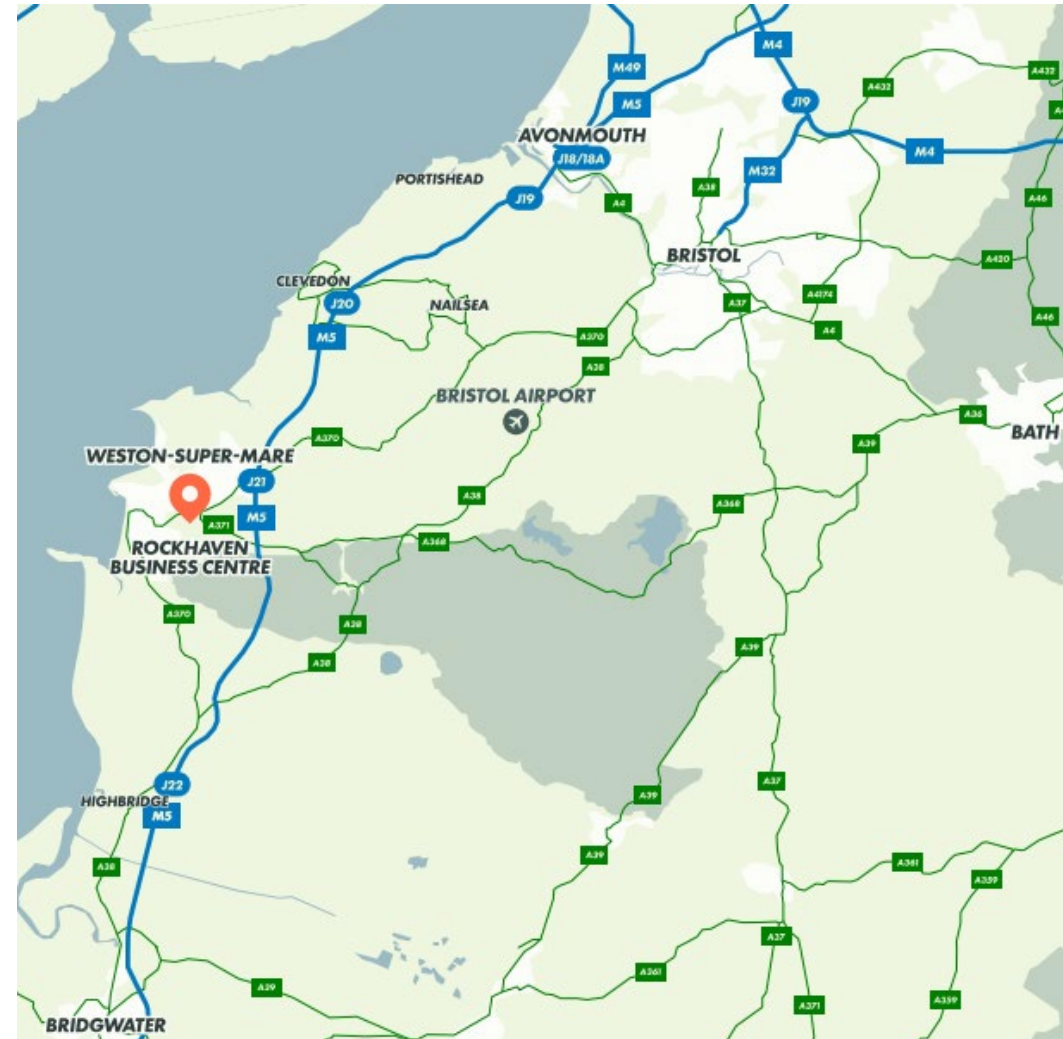 M4
A432
M49
A432
M5
J19
AVONMOUTH
J18/18A
M4
M32
PORTISHEAD
A38
J19
A4
A46
BRISTOL
A420
CLEVEDON
J20
NAILSEA
A37
A4174
A46
M5
A370
A4
A38
BRISTOL AIRPORT
A36
BATH
A370
A39
WESTON-SUPER-MARE
J21
A38
A368
M5
A371
A368
ROCKHAVEN
BUSINESS CENTRE
A370
A38
A39
A38
J22
A37
HIGHBRIDGE
A39
M5
A39
A361
A38
A359
A37
A361
A39
A359
A371
BRIDGWATER